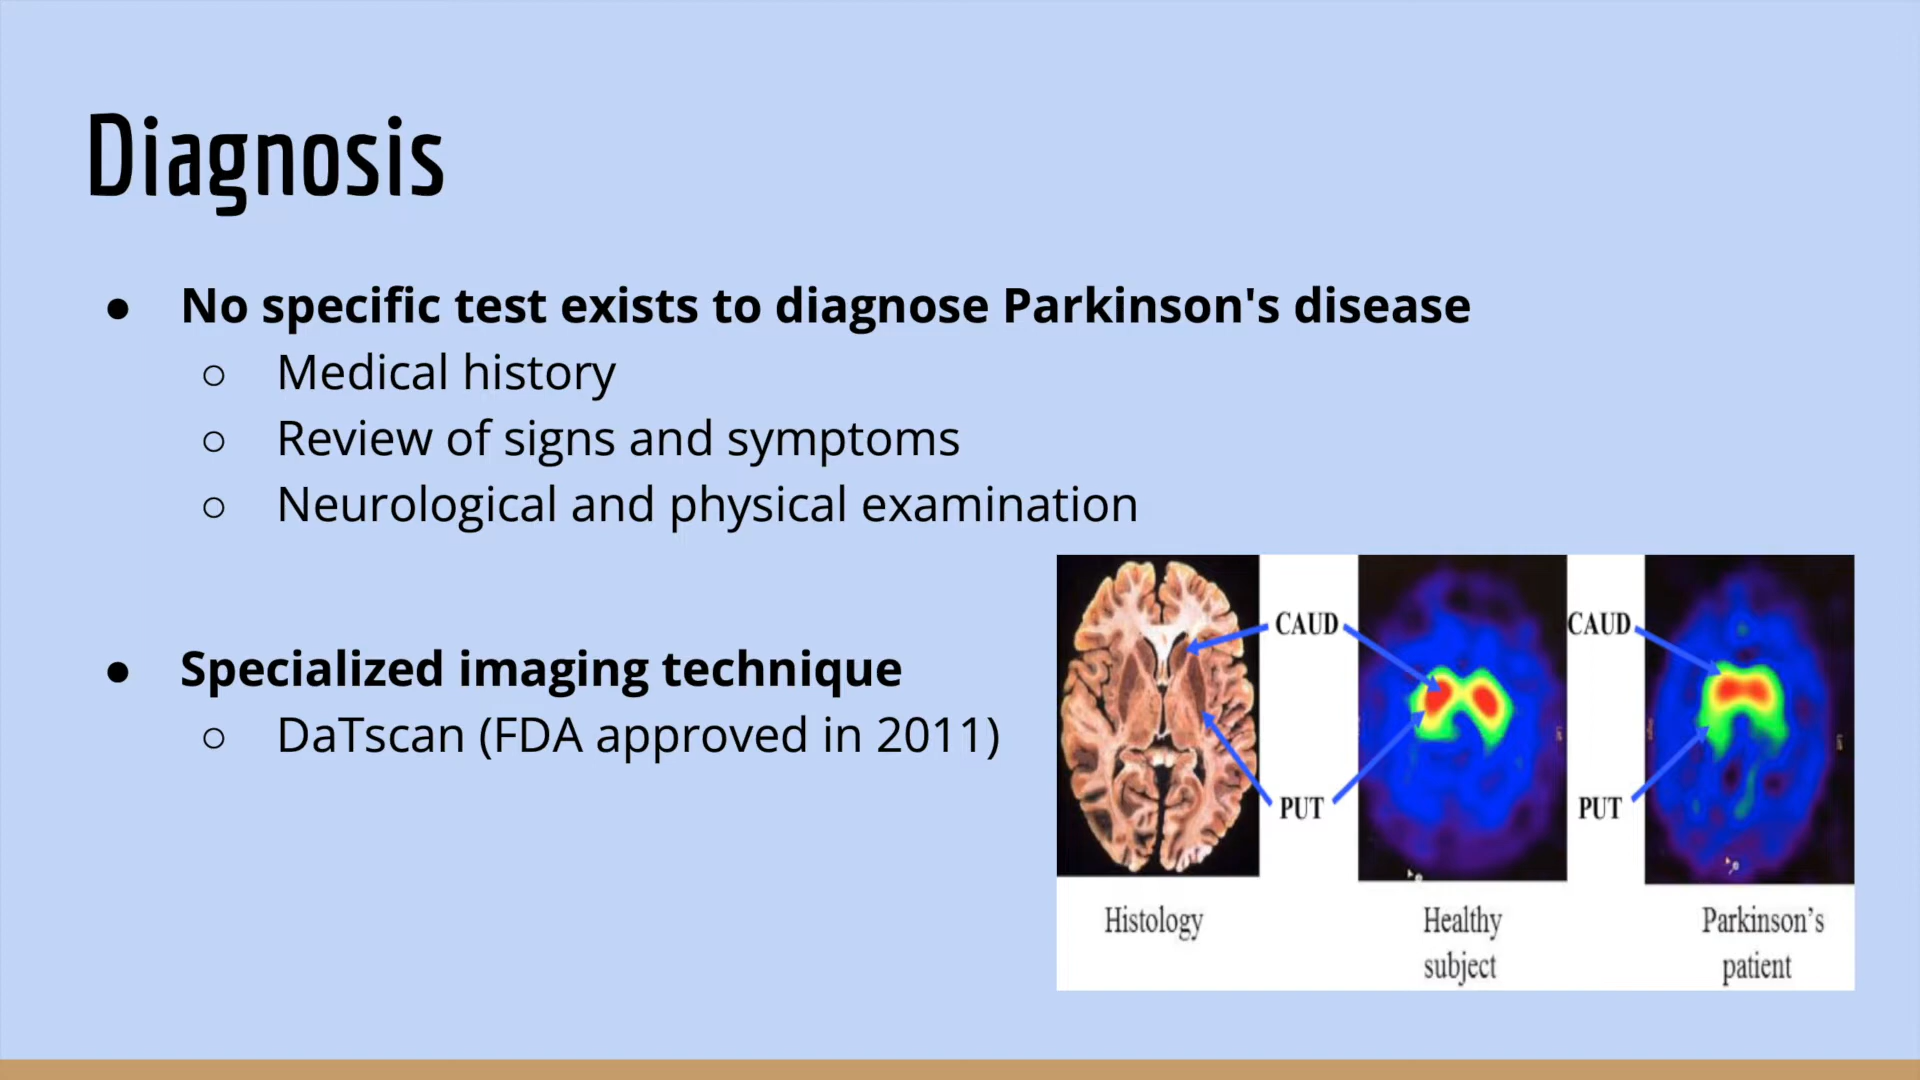 Diagnosis
● No specific test exists to diagnose Parkinson's disease
○ Medical history
○ Review of signs and symptoms
○ Neurological and physical examination
● Specialized imaging technique
○ DaTscan (FDA approved in 2011)
CAUD
CAUD
PUT
PUT
Histology
Healthy
subject
Parkinson’s
patient